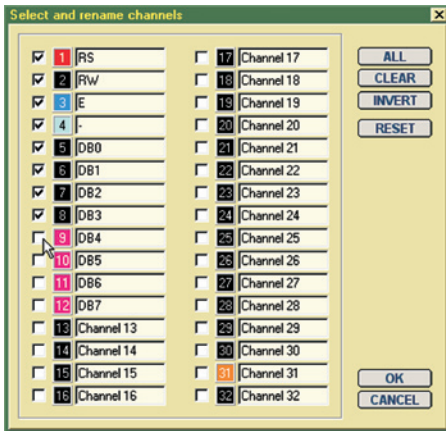 Select and rename channels
1 RS
2 RW
3 E
4 -
5 DB0
6 DB1
7 DB2
8 DB3
9 DB4
10 DB5
11 DB6
12 DB7
13 Channel 13
14 Channel 14
15 Channel 15
16 Channel 16
17 Channel 17
18 Channel 18
19 Channel 19
20 Channel 20
21 Channel 21
22 Channel 22
23 Channel 23
24 Channel 24
25 Channel 25
26 Channel 26
27 Channel 27
28 Channel 28
29 Channel 29
30 Channel 30
31 Channel 31
32 Channel 32
ALL
CLEAR
INVERT
RESET
OK
CANCEL